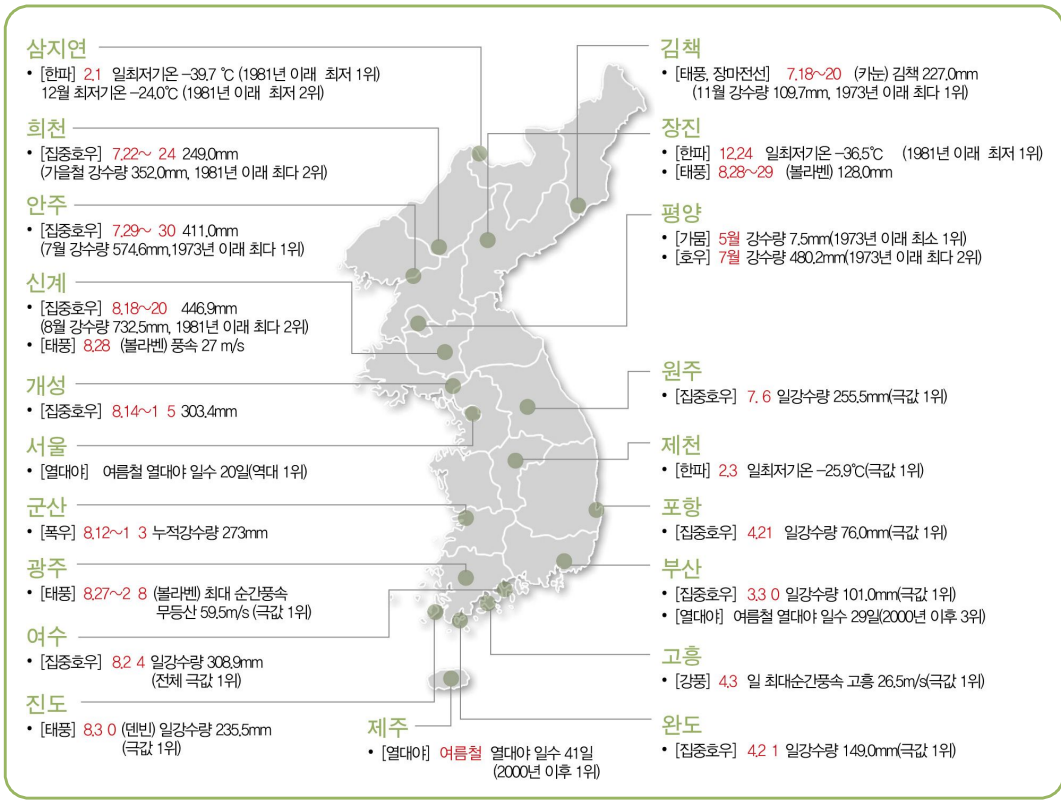 삼지연
• [한파] 2.1 일최저기온 -39.7 ℃ (1981년 이래 최저 1위)
12월 최저기온 -24.0℃ (1981년 이래 최저 2위)
희천
• [집중호우] 7.22~ 24 249.0mm
(가을철 강수량 352.0mm, 1981년 이래 최다 2위)
안주
• [집중호우] 7.29~ 30 411.0mm
(7월 강수량 574.6mm,1973년 이래 최다 1위)
신계
• [집중호우] 8.18~20 446.9mm
(8월 강수량 732.5mm, 1981년 이래 최다 2위)
• [태풍] 8.28 (볼라벤) 풍속 27 m/s
개성
• [집중호우] 8.14~1 5 303.4mm
서울
• [열대야] 여름철 열대야 일수 20일(역대 1위)
군산
• [폭우] 8.12~1 3 누적강수량 273mm
광주
• [태풍] 8.27~2 8 (볼라벤) 최대 순간풍속
무등산 59.5m/s (극값 1위)
여수
• [집중호우] 8.2 4 일강수량 308.9mm
(전체 극값 1위)
진도
• [태풍] 8.3 0 (덴빈) 일강수량 235.5mm
(극값 1위)
제주
• [열대야] 여름철 열대야 일수 41일
(2000년 이후 1위)
김책
• [태풍, 장마전선] 7.18~20 (카눈) 김책 227.0mm
(11월 강수량 109.7mm, 1973년 이래 최다 1위)
장진
• [한파] 12.24 일최저기온 -36.5℃ (1981년 이래 최저 1위)
• [태풍] 8.28~29 (볼라벤) 128.0mm
평양
• [가뭄] 5월 강수량 7.5mm(1973년 이래 최소 1위)
• [호우] 7월 강수량 480.2mm(1973년 이래 최다 2위)
원주
• [집중호우] 7. 6 일강수량 255.5mm(극값 1위)
제천
• [한파] 2.3 일최저기온 -25.9℃(극값 1위)
포항
• [집중호우] 4.21 일강수량 76.0mm(극값 1위)
부산
• [집중호우] 3.3 0 일강수량 101.0mm(극값 1위)
• [열대야] 여름철 열대야 일수 29일(2000년 이후 3위)
고흥
• [강풍] 4.3 일 최대순간풍속 고흥 26.5m/s(극값 1위)
완도
• [집중호우] 4.2 1 일강수량 149.0mm(극값 1위)